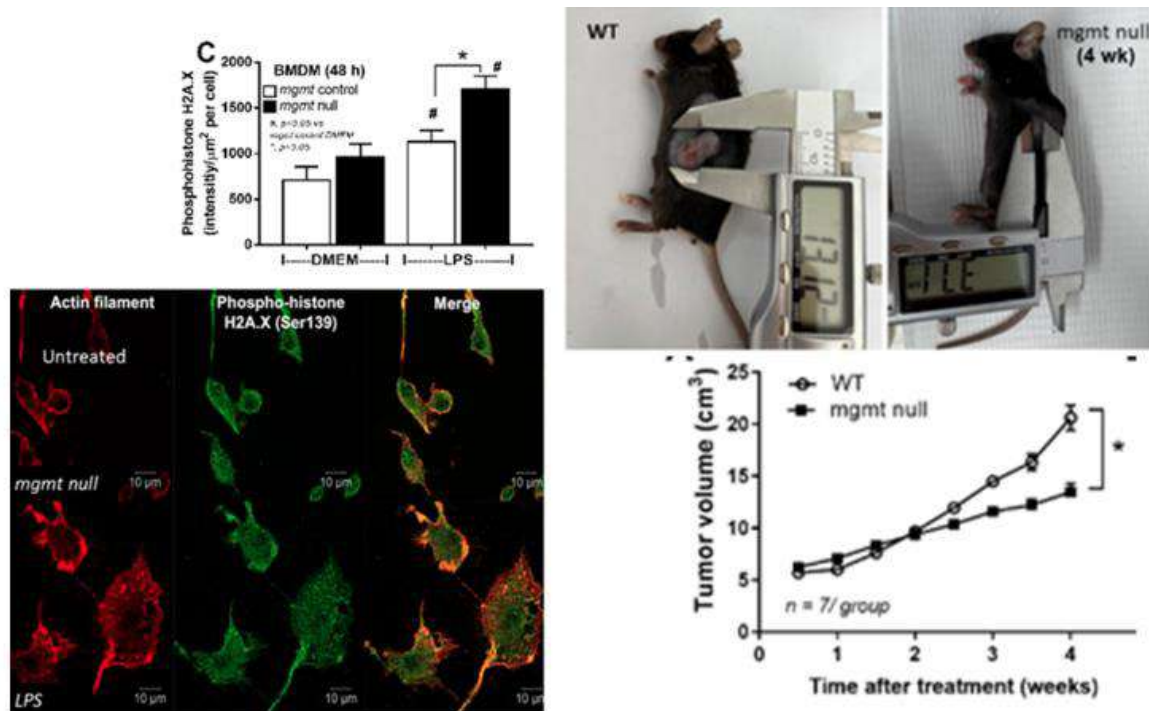 C
2000
1500
1000
500
0
Phosphohistone H2A.X
(intensitiy/µm² per cell)
BMDM (48 h)
mgmt control
mgmt null
#, p<0.05 vs
mgmt control DMEM
*, p<0.05
#
*
#
I------DMEM------I I-------LPS-------I
Actin filament
Phospho-histone
H2A.X (Ser139)
Merge
Untreated
mgmt null
10 µm
10 µm
10 µm
LPS
10 µm
10 µm
10 µm
WT
mgmt null
(4 wk)
25
20
15
10
5
0
Tumor volume (cm³)
WT
mgmt null
*
n = 7/ group
0 1 2 3 4
Time after treatment (weeks)